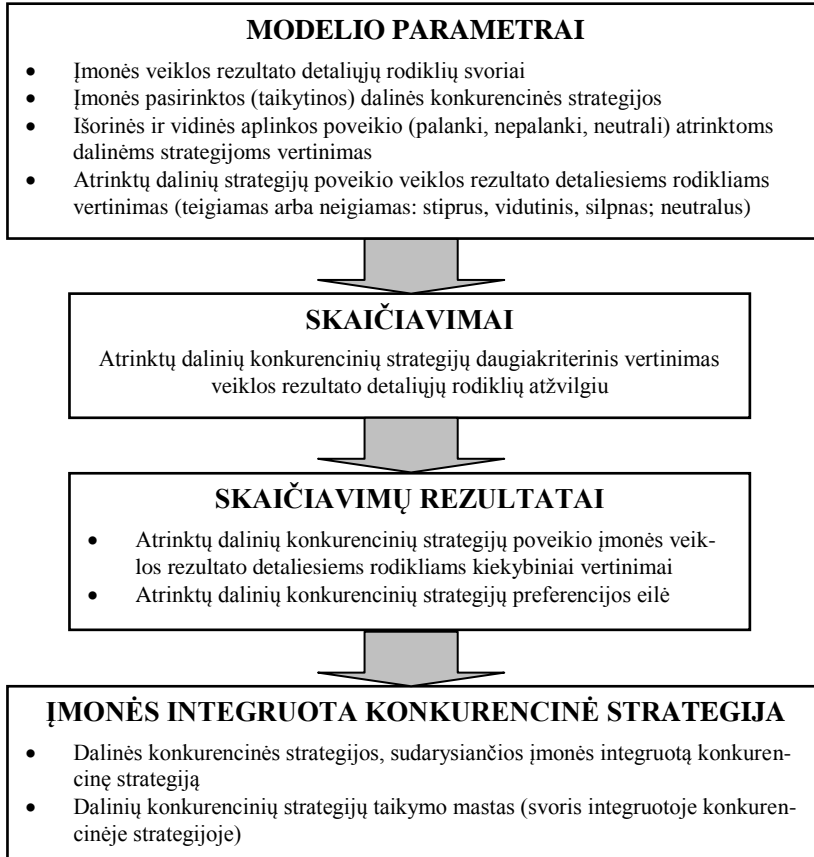 MODELIO PARAMETRAI
• Įmonės veiklos rezultato detaliųjų rodiklių svoriai
• Įmonės pasirinktos (taikytinos) dalinės konkurencinės strategijos
• Išorinės ir vidinės aplinkos poveikio (palanki, nepalanki, neutrali) atrinktoms
dalinėms strategijoms vertinimas
• Atrinktų dalinių strategijų poveikio veiklos rezultato detaliesiems rodikliams
vertinimas (teigiamas arba neigiamas: stiprus, vidutinis, silpnas; neutralus)
SKAIČIAVIMAI
Atrinktų dalinių konkurencinių strategijų daugiakriterinis vertinimas
veiklos rezultato detaliųjų rodiklių atžvilgiu
SKAIČIAVIMŲ REZULTATAI
• Atrinktų dalinių konkurencinių strategijų poveikio įmonės veik-
los rezultato detaliesiems rodikliams kiekybiniai vertinimai
• Atrinktų dalinių konkurencinių strategijų preferencijos eilė
ĮMONĖS INTEGRUOTA KONKURENCINĖ STRATEGIJA
• Dalinės konkurencinės strategijos, sudarysiančios įmonės integruotą konkuren-
cinę strategiją
• Dalinių konkurencinių strategijų taikymo mastas (svoris integruotoje konkuren-
cinėje strategijoje)